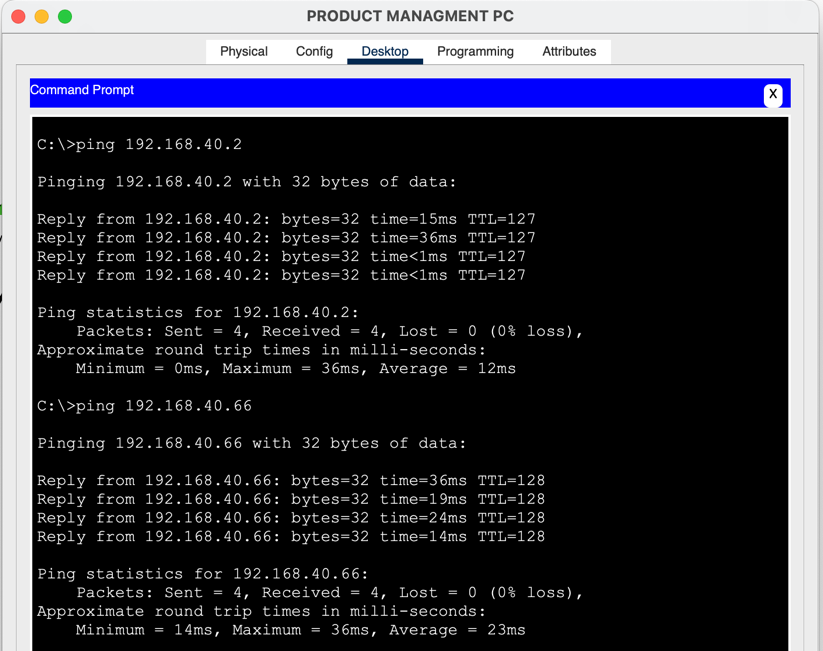 PRODUCT MANAGMENT PC
Physical Config Desktop Programming Attributes
Command Prompt X
C:\>ping 192.168.40.2
Pinging 192.168.40.2 with 32 bytes of data:
Reply from 192.168.40.2: bytes=32 time=15ms TTL=127
Reply from 192.168.40.2: bytes=32 time=36ms TTL=127
Reply from 192.168.40.2: bytes=32 time<1ms TTL=127
Reply from 192.168.40.2: bytes=32 time<1ms TTL=127
Ping statistics for 192.168.40.2:
    Packets: Sent = 4, Received = 4, Lost = 0 (0% loss),
Approximate round trip times in milli-seconds:
    Minimum = 0ms, Maximum = 36ms, Average = 12ms
C:\>ping 192.168.40.66
Pinging 192.168.40.66 with 32 bytes of data:
Reply from 192.168.40.66: bytes=32 time=36ms TTL=128
Reply from 192.168.40.66: bytes=32 time=19ms TTL=128
Reply from 192.168.40.66: bytes=32 time=24ms TTL=128
Reply from 192.168.40.66: bytes=32 time=14ms TTL=128
Ping statistics for 192.168.40.66:
    Packets: Sent = 4, Received = 4, Lost = 0 (0% loss),
Approximate round trip times in milli-seconds:
    Minimum = 14ms, Maximum = 36ms, Average = 23ms